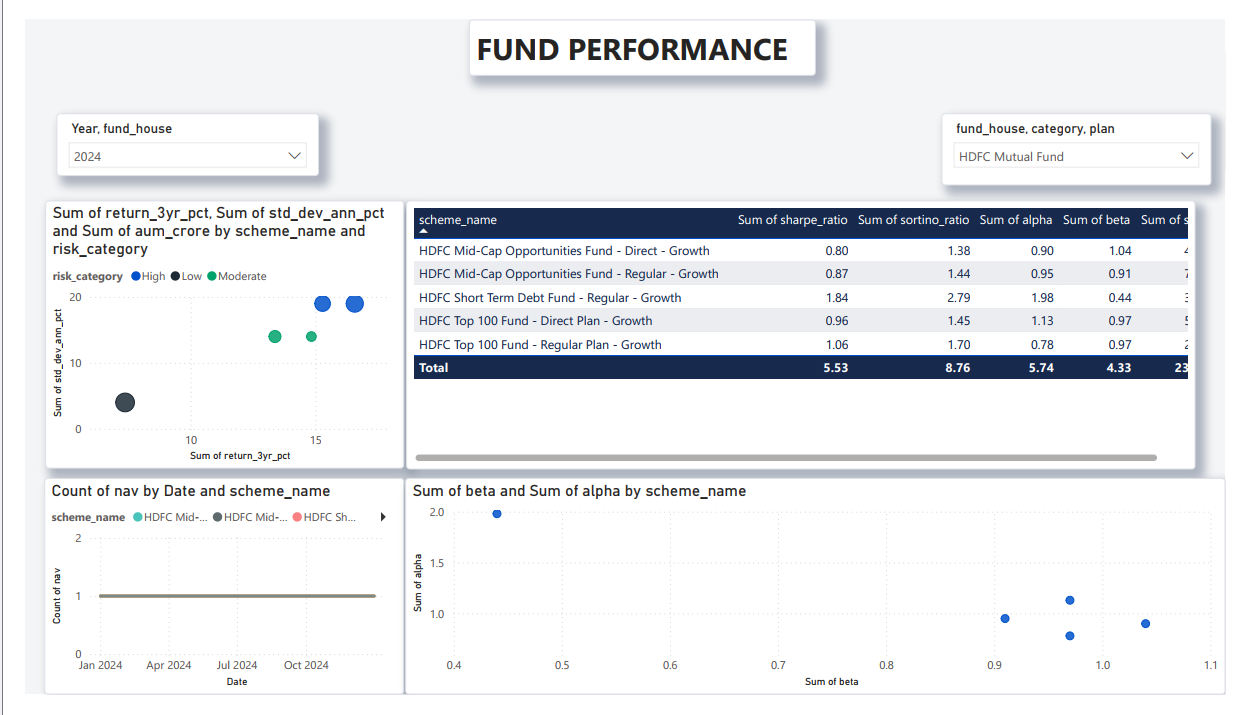 FUND PERFORMANCE
Year, fund_house
2024
fund_house, category, plan
HDFC Mutual Fund
Sum of return_3yr_pct, Sum of std_dev_ann_pct
and Sum of aum_crore by scheme_name and
risk_category
risk_category High Low Moderate
20
10
0
Sum of std_dev_ann_pct
10 15
Sum of return_3yr_pct
scheme_name Sum of sharpe_ratio Sum of sortino_ratio Sum of alpha Sum of beta Sum of s
HDFC Mid-Cap Opportunities Fund - Direct - Growth 0.80 1.38 0.90 1.04
HDFC Mid-Cap Opportunities Fund - Regular - Growth 0.87 1.44 0.95 0.91
HDFC Short Term Debt Fund - Regular - Growth 1.84 2.79 1.98 0.44
HDFC Top 100 Fund - Direct Plan - Growth 0.96 1.45 1.13 0.97
HDFC Top 100 Fund - Regular Plan - Growth 1.06 1.70 0.78 0.97
Total 5.53 8.76 5.74 4.33 23
Count of nav by Date and scheme_name
scheme_name HDFC Mid-... HDFC Mid-... HDFC Sh...
2
1
0
Count of nav
Jan 2024 Apr 2024 Jul 2024 Oct 2024
Date
Sum of beta and Sum of alpha by scheme_name
2.0
1.5
1.0
Sum of alpha
0.4 0.5 0.6 0.7 0.8 0.9 1.0 1.1
Sum of beta